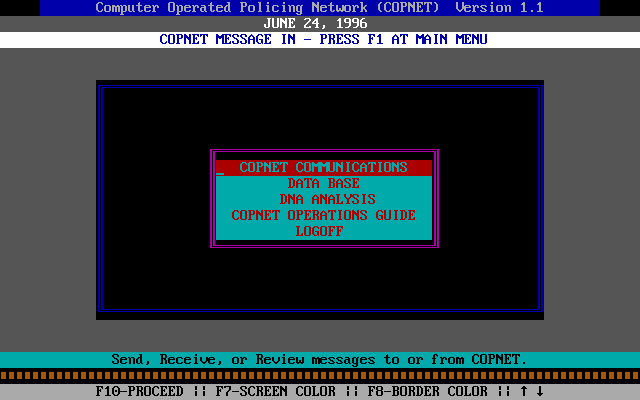 Computer Operated Policing Network (COPNET)  Version 1.1
JUNE 24, 1996
COPNET MESSAGE IN - PRESS F1 AT MAIN MENU
COPNET COMMUNICATIONS
DATA BASE
DNA ANALYSIS
COPNET OPERATIONS GUIDE
LOGOFF
Send, Receive, or Review messages to or from COPNET.
F10-PROCEED ¦¦ F7-SCREEN COLOR ¦¦ F8-BORDER COLOR ¦¦ ↑ ↓